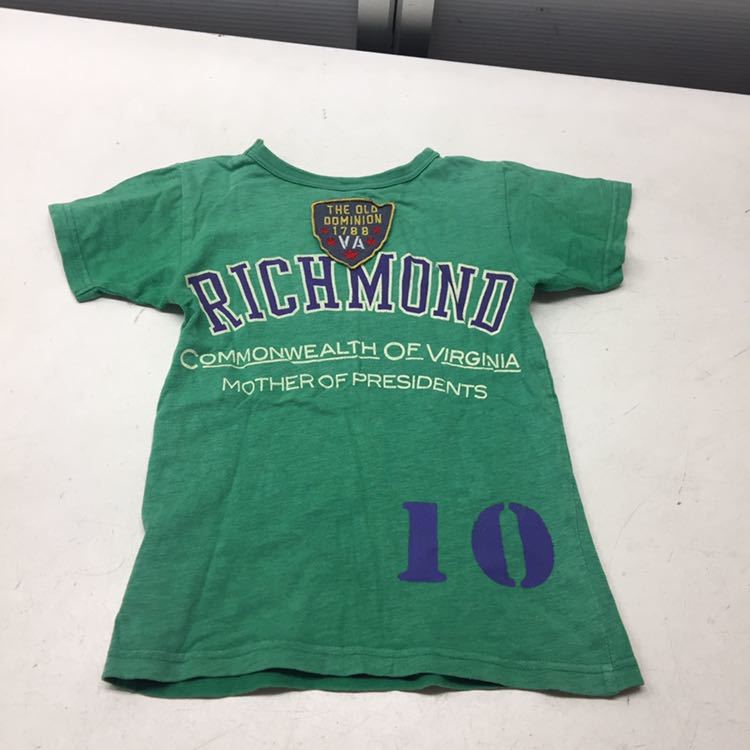 THE OLD
DOMINION
1788
VA
RICHMOND
COMMONWEALTH OF VIRGINIA
MOTHER OF PRESIDENTS
10